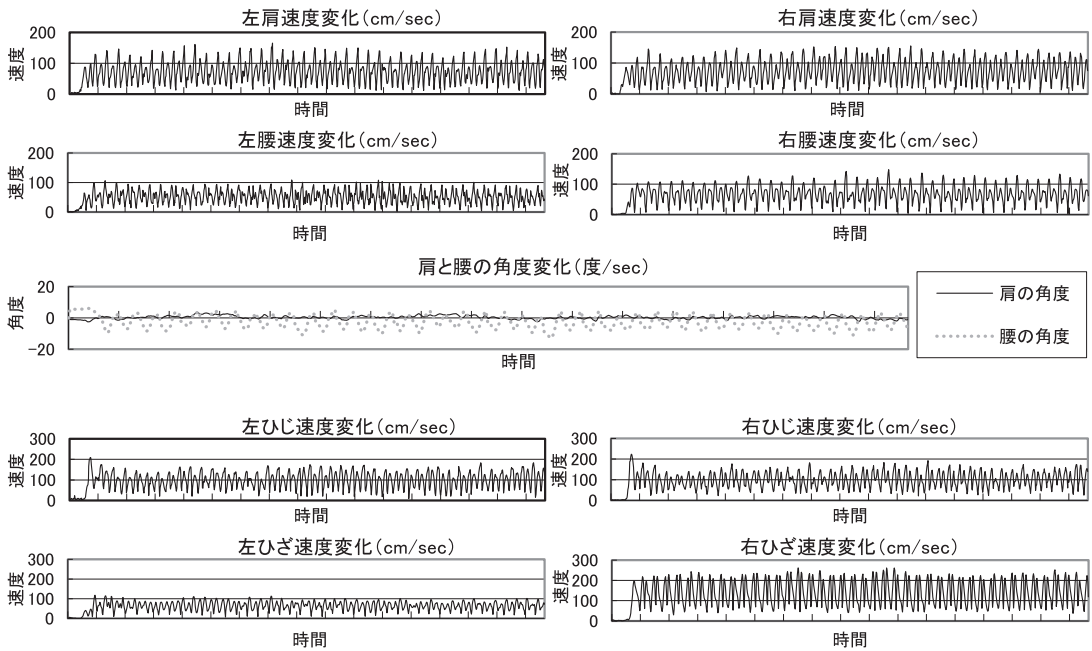 左肩速度変化(cm/sec)
200
100
0
速度
時間
右肩速度変化(cm/sec)
200
100
0
速度
時間
左腰速度変化(cm/sec)
200
100
0
速度
時間
右腰速度変化(cm/sec)
200
100
0
速度
時間
肩と腰の角度変化(度/sec)
20
0
-20
角度
時間
肩の角度
腰の角度
左ひじ速度変化(cm/sec)
300
200
100
0
速度
時間
右ひじ速度変化(cm/sec)
300
200
100
0
速度
時間
左ひざ速度変化(cm/sec)
300
200
100
0
速度
時間
右ひざ速度変化(cm/sec)
300
200
100
0
速度
時間